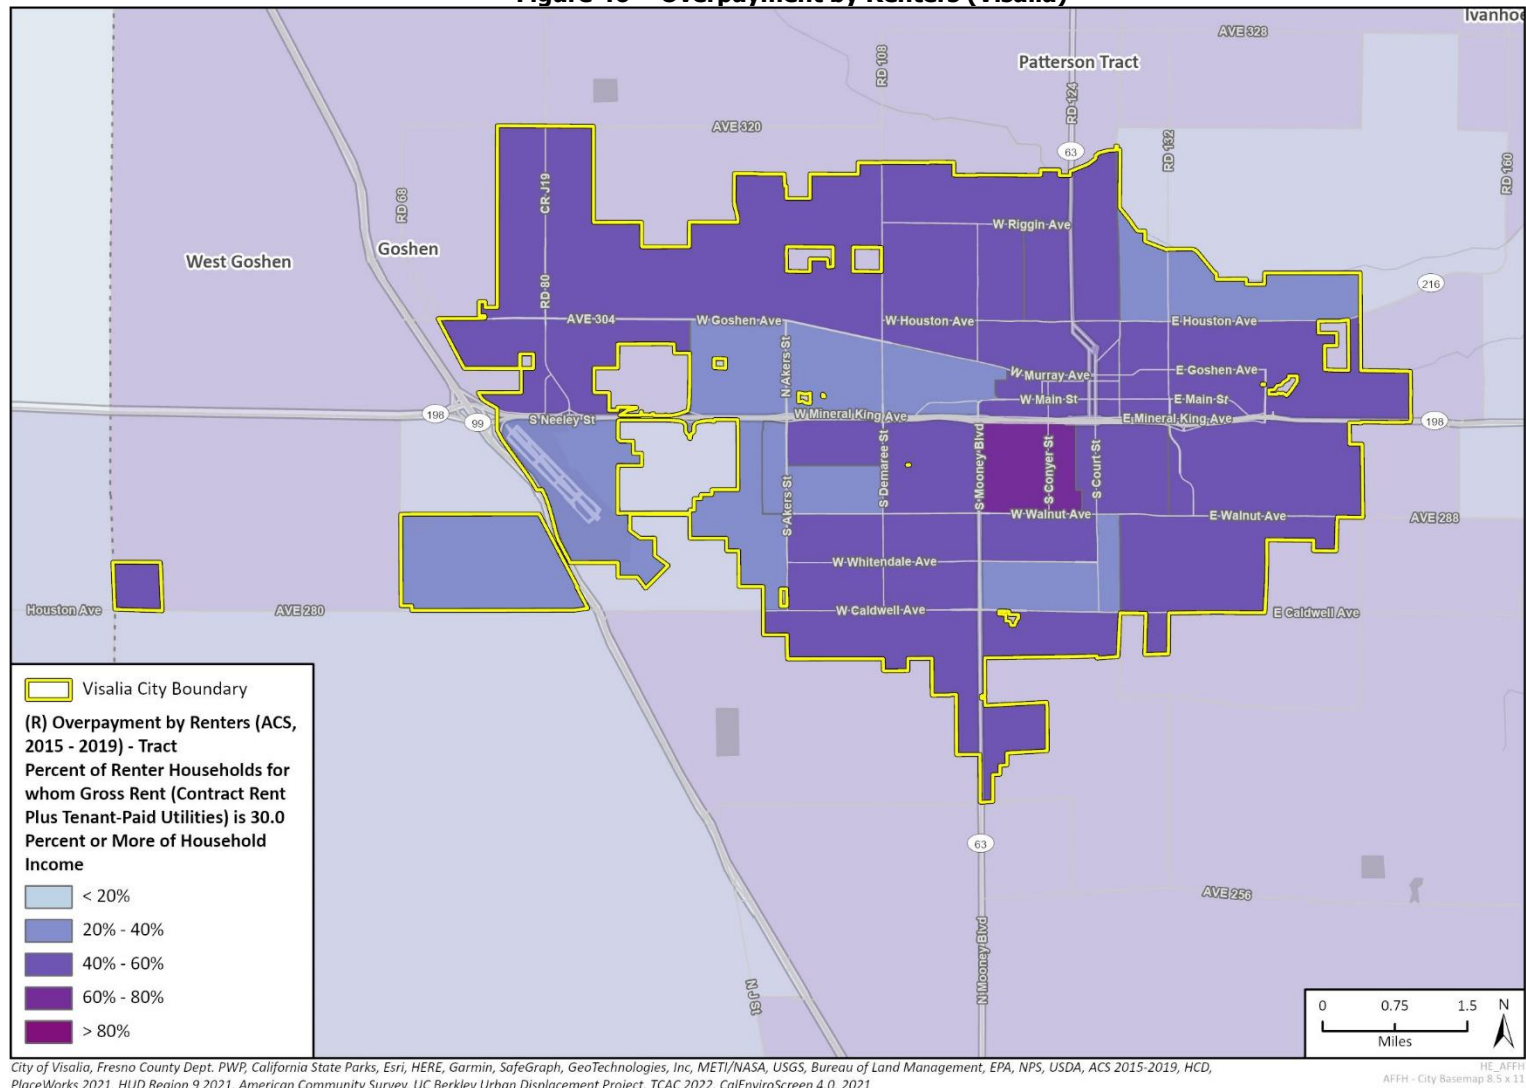 Figure 46 – Overpayment by Renters (Visalia)
Ivanhoe
AVE 328
Patterson Tract
RD 108
RD 124
AVE 320
63
RD 132
RD 160
CR J19
RD 68
W Riggin Ave
Goshen
West Goshen
216
RD 80
AVE 304
W Goshen Ave
W Houston Ave
E Houston Ave
N Akers St
W Murray Ave
E Goshen Ave
W Main St
E Main St
198
99
S Neeley St
W Mineral King Ave
E Mineral King Ave
198
S Akers St
S Demaree St
S Mooney Blvd
S Conyer St
S Court St
W Walnut Ave
E Walnut Ave
AVE 288
W Whitendale Ave
Houston Ave
AVE 280
W Caldwell Ave
E Caldwell Ave
63
AVE 256
N Mooney Blvd
N J St
Visalia City Boundary
(R) Overpayment by Renters (ACS,
2015 - 2019) - Tract
Percent of Renter Households for
whom Gross Rent (Contract Rent
Plus Tenant-Paid Utilities) is 30.0
Percent or More of Household
Income
< 20%
20% - 40%
40% - 60%
60% - 80%
> 80%
0 0.75 1.5 N
Miles
City of Visalia, Fresno County Dept. PWP, California State Parks, Esri, HERE, Garmin, SafeGraph, GeoTechnologies, Inc, METI/NASA, USGS, Bureau of Land Management, EPA, NPS, USDA, ACS 2015-2019, HCD,
PlaceWorks 2021, HUD Region 9 2021, American Community Survey, UC Berkley Urban Displacement Project, TCAC 2022, CalEnviroScreen 4.0, 2021
HE_AFFH
AFFH - City Basemap 8.5 x 11